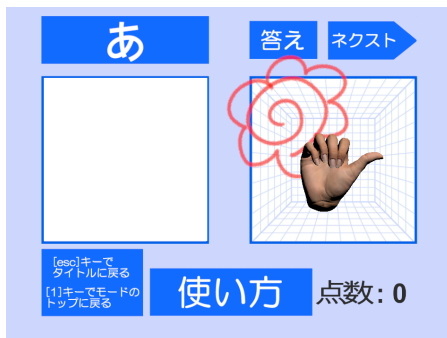 あ
答え
ネクスト
[esc]キーで
タイトルに戻る
[1]キーでモードの
トップに戻る
使い方
点数: 0